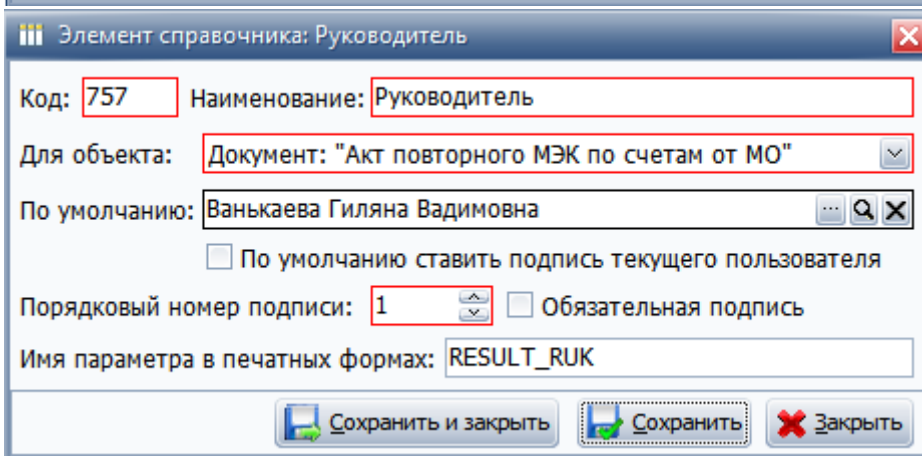 Элемент справочника: Руководитель
Код: 757 Наименование: Руководитель
Для объекта: Документ: "Акт повторного МЭК по счетам от МО"
По умолчанию: Ванькаева Гиляна Вадимовна ...
По умолчанию ставить подпись текущего пользователя
Порядковый номер подписи: 1 Обязательная подпись
Имя параметра в печатных формах: RESULT_RUK
Сохранить и закрыть Сохранить Закрыть